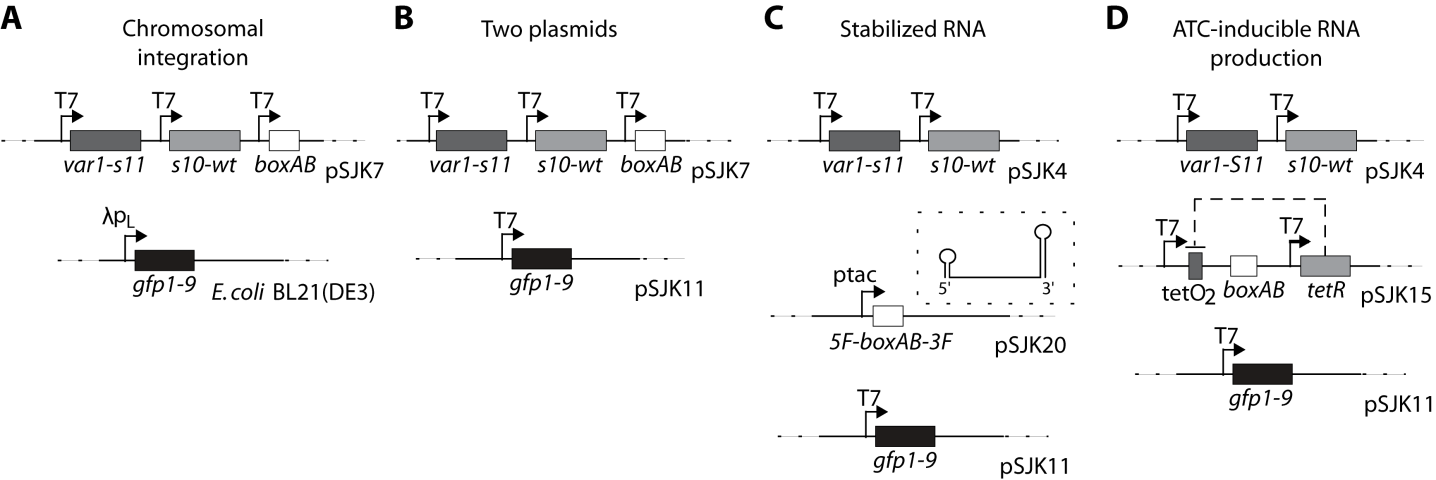 A
Chromosomal
integration
T7
T7
T7
var1-s11
s10-wt
boxAB
pSJK7
λpL
gfp1-9
E.coli BL21(DE3)
B
Two plasmids
T7
T7
T7
var1-s11
s10-wt
boxAB
pSJK7
T7
gfp1-9
pSJK11
C
Stabilized RNA
T7
T7
var1-s11
s10-wt
pSJK4
5'
3'
ptac
5F-boxAB-3F
pSJK20
T7
gfp1-9
pSJK11
D
ATC-inducible RNA
production
T7
T7
var1-S11
s10-wt
pSJK4
T7
T7
tetO2
boxAB
tetR
pSJK15
T7
gfp1-9
pSJK11